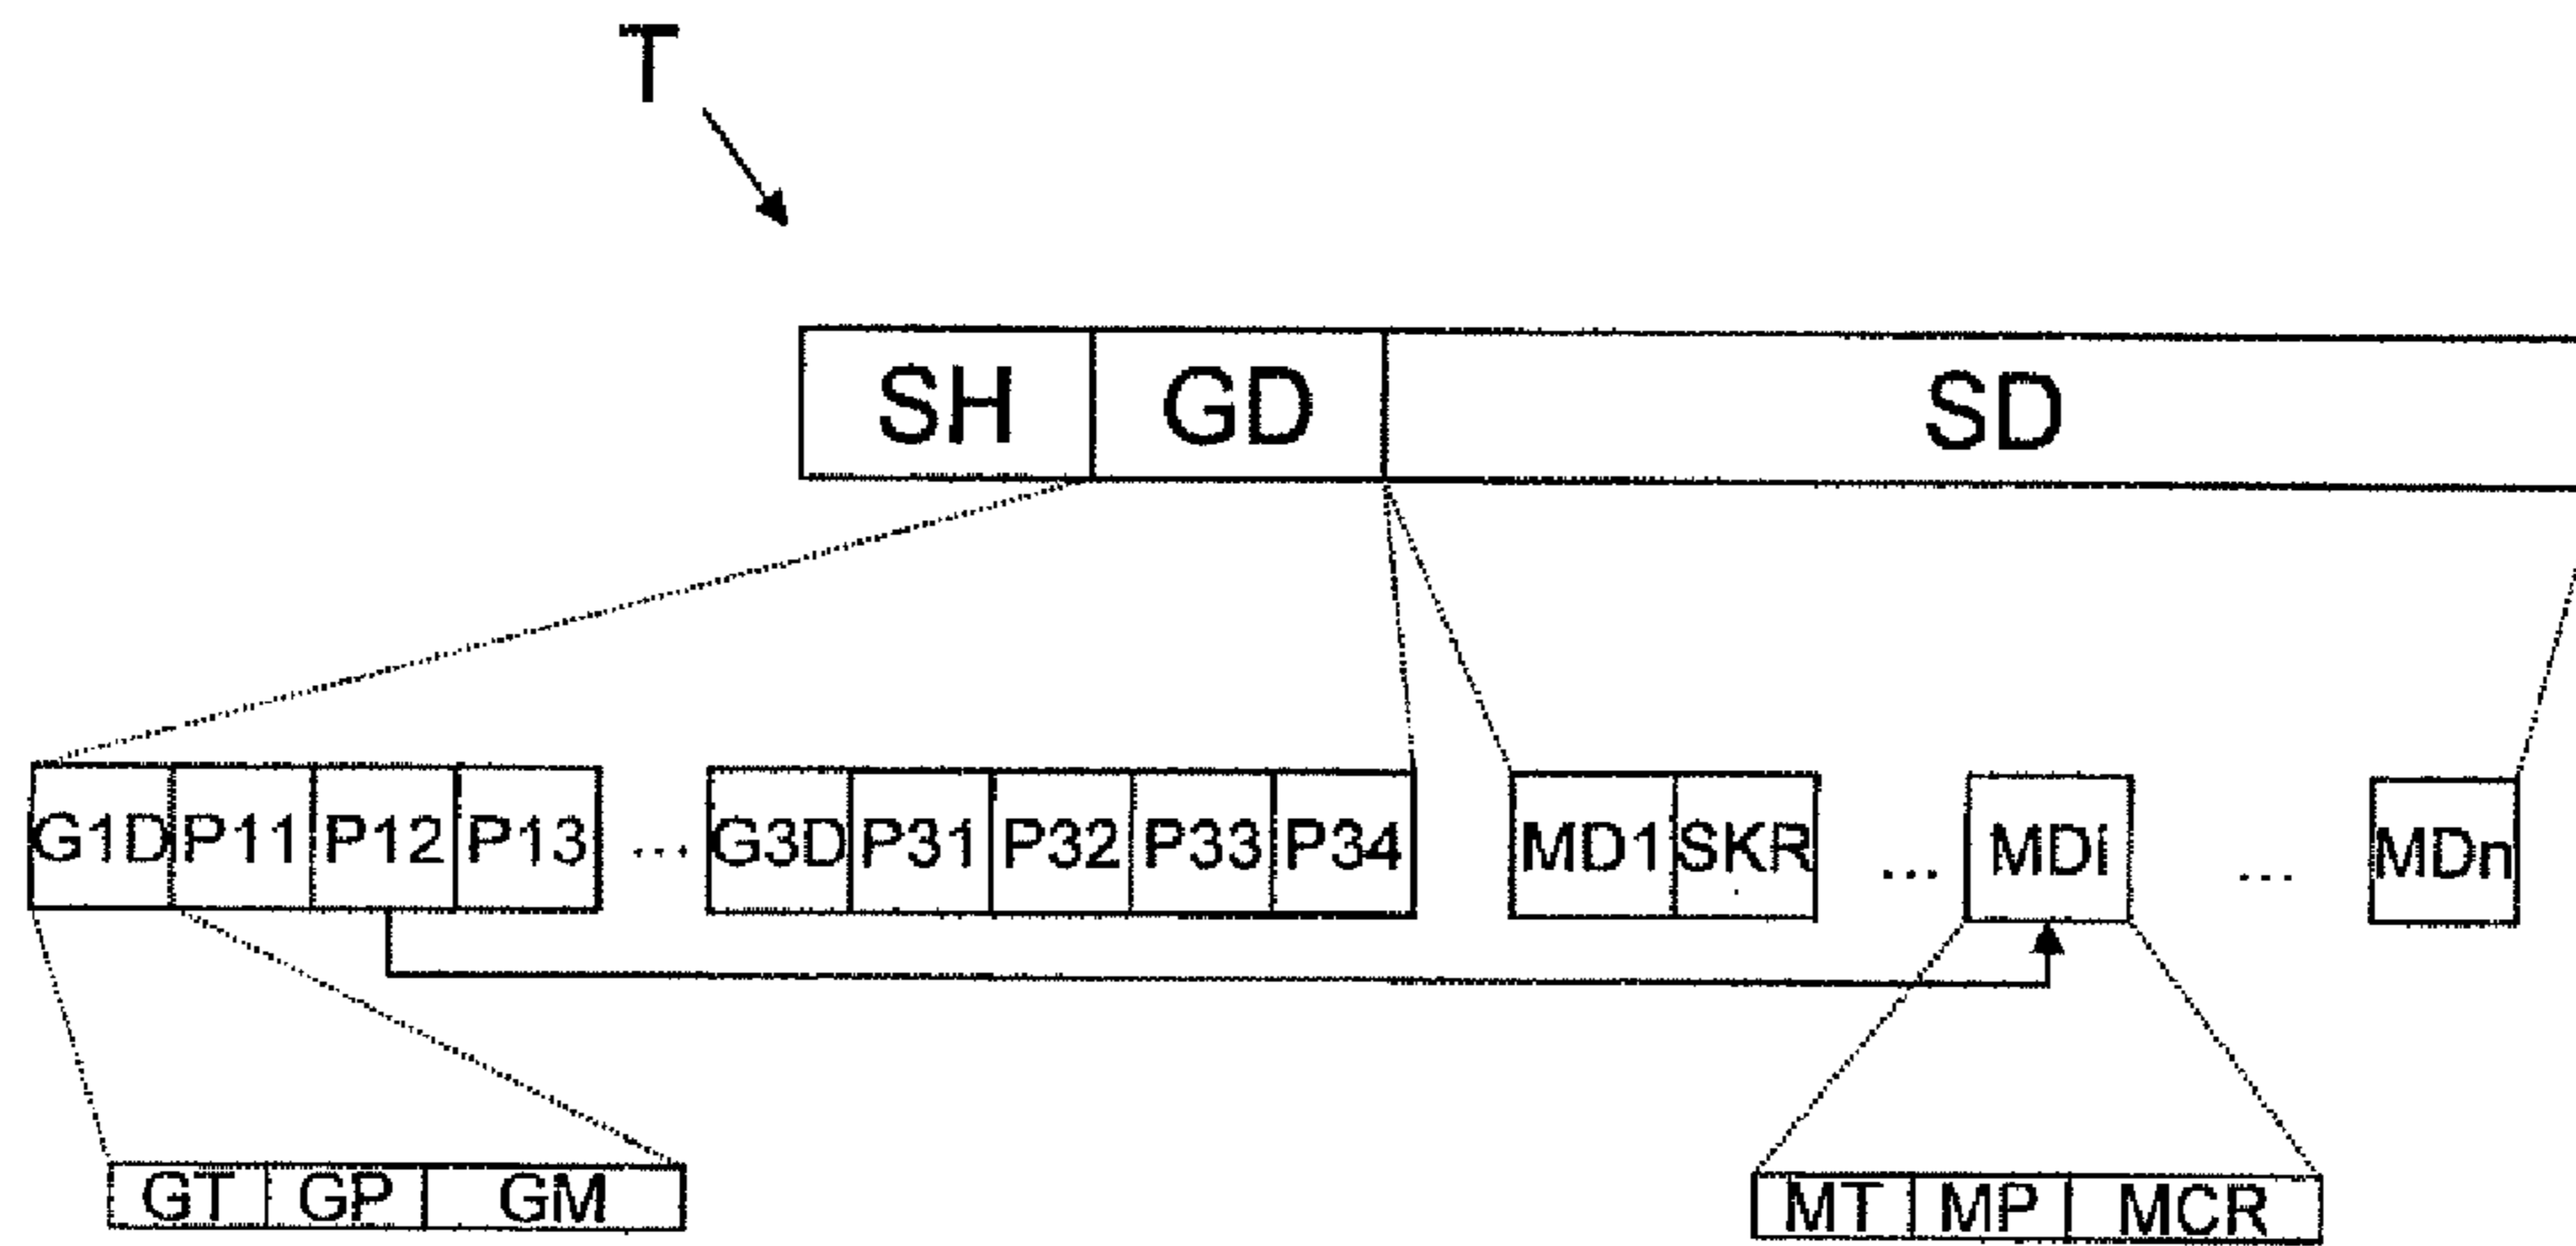 T
SH GD SD
G1D P11 P12 P13 ... G3D P31 P32 P33 P34 MD1 SKR ... MDi ... MDn
GT GP GM MT MP MCR